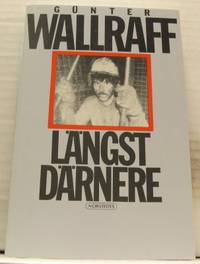 GÜNTER
WALLRAFF
LÄNGST
DÄRNERE
NORSTEDTS